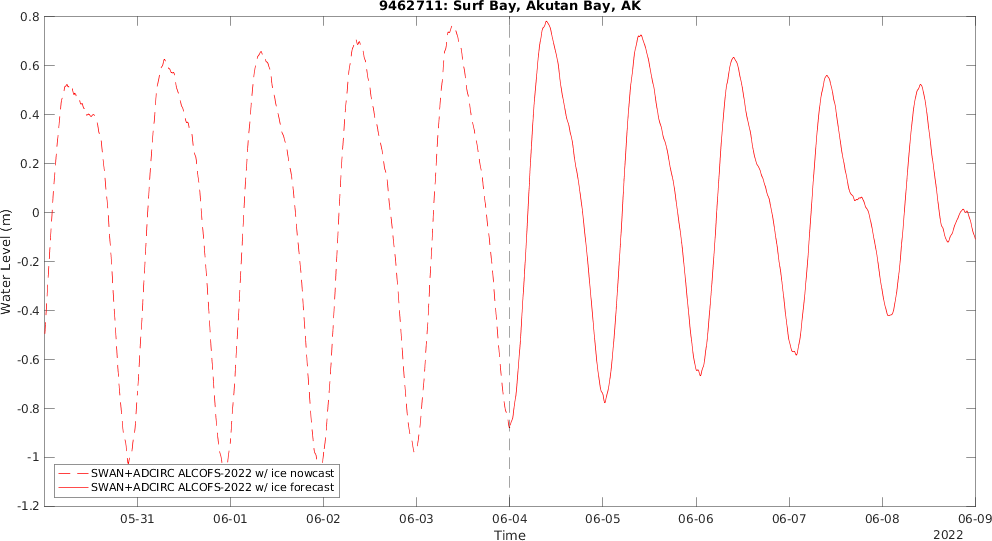 9462711: Surf Bay, Akutan Bay, AK
0.8
0.6
0.4
0.2
0
-0.2
-0.4
-0.6
-0.8
-1
-1.2
Water Level (m)
SWAN+ADCIRC ALCOFS-2022 w/ ice nowcast
SWAN+ADCIRC ALCOFS-2022 w/ ice forecast
05-31 06-01 06-02 06-03 06-04 06-05 06-06 06-07 06-08 06-09
Time
2022